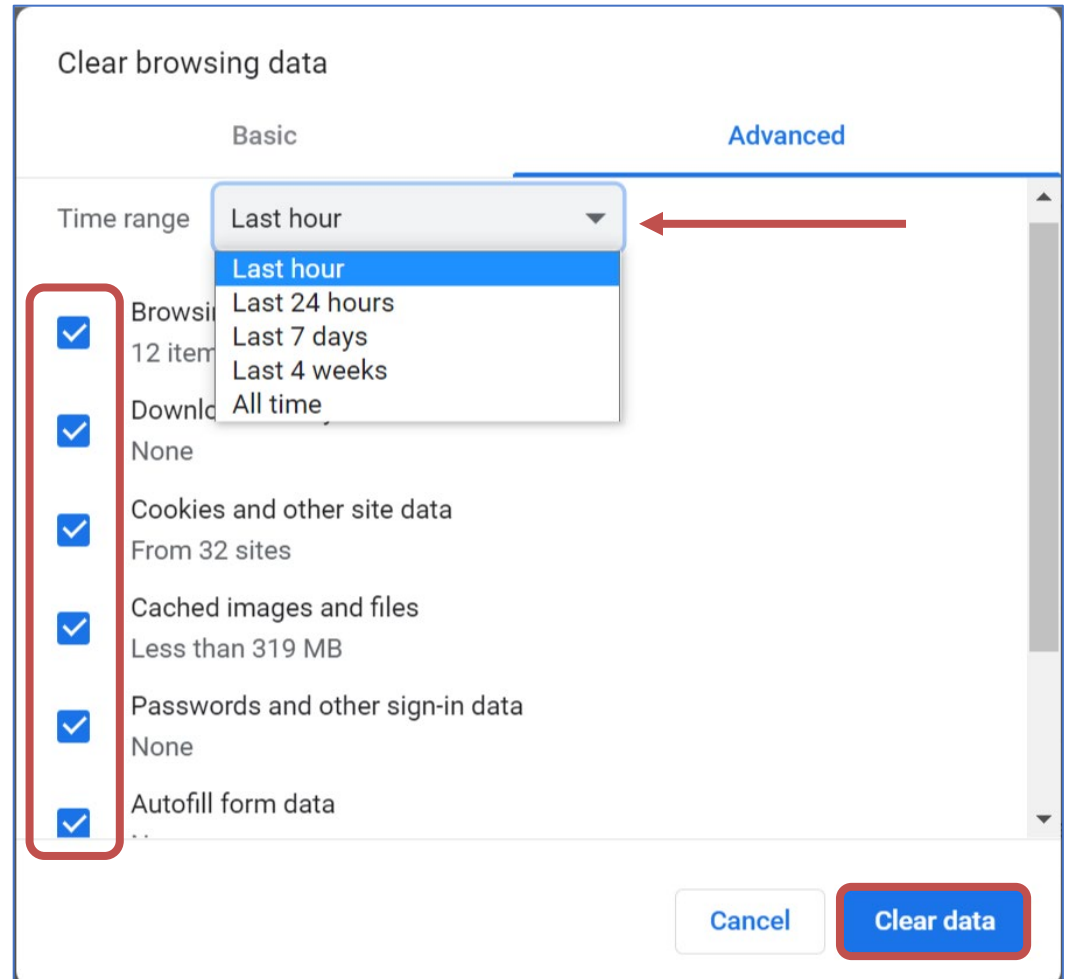 Clear browsing data
Basic Advanced
Time range Last hour
Last hour
Last 24 hours
Last 7 days
Last 4 weeks
All time
12
None
Cookies and other site data
From 32 sites
Cached images and files
Less than 319 MB
Passwords and other sign-in data
None
Autofill form data
Cancel Clear data